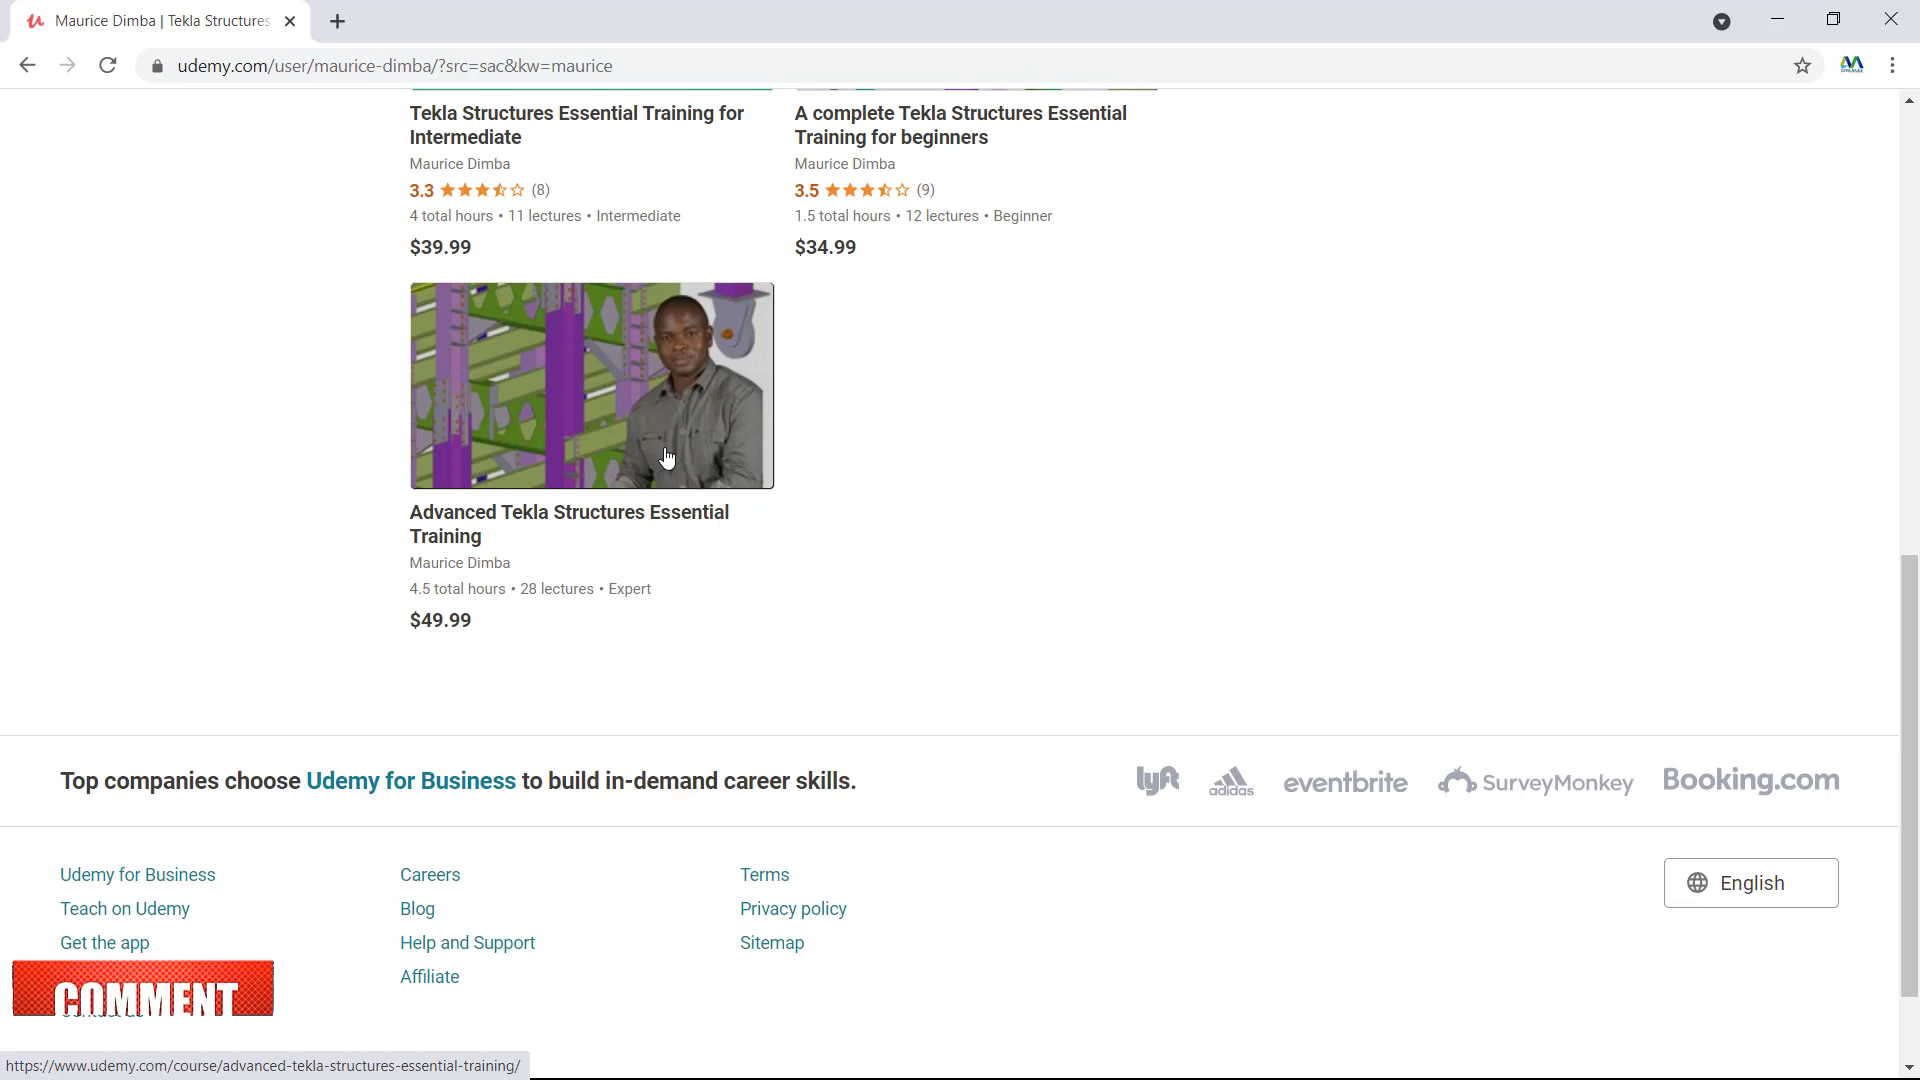 Maurice Dimba | Tekla Structures
udemy.com/user/maurice-dimba/?src=sac&kw=maurice
Tekla Structures Essential Training for
Intermediate
Maurice Dimba
3.3 (8)
4 total hours • 11 lectures • Intermediate
$39.99
A complete Tekla Structures Essential
Training for beginners
Maurice Dimba
3.5 (9)
1.5 total hours • 12 lectures • Beginner
$34.99
Advanced Tekla Structures Essential
Training
Maurice Dimba
4.5 total hours • 28 lectures • Expert
$49.99
Top companies choose Udemy for Business to build in-demand career skills.
lyft
adidas
eventbrite
SurveyMonkey
Booking.com
Udemy for Business
Teach on Udemy
Get the app
Careers
Blog
Help and Support
Affiliate
Terms
Privacy policy
Sitemap
English
COMMENT
https://www.udemy.com/course/advanced-tekla-structures-essential-training/